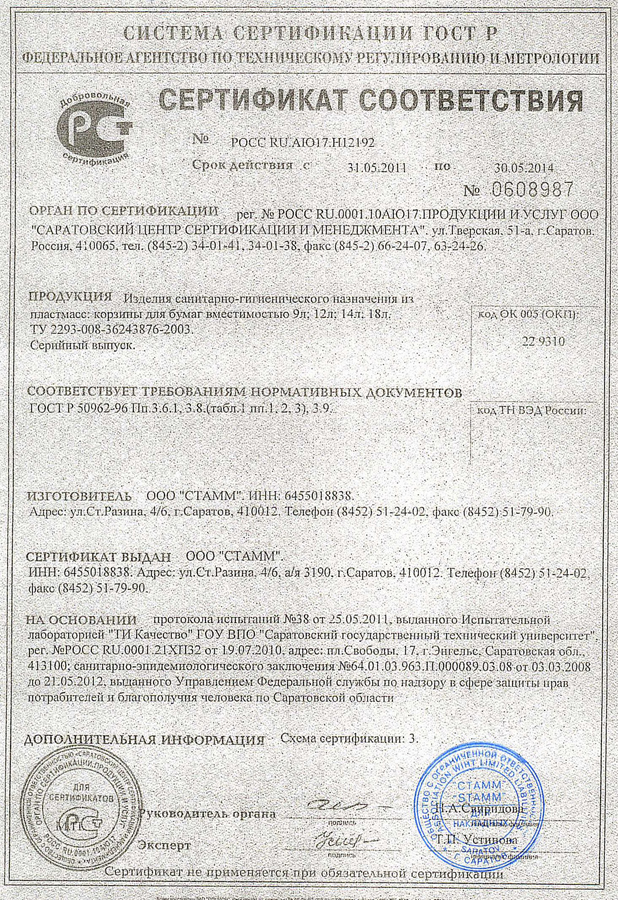 СИСТЕМА СЕРТИФИКАЦИИ ГОСТ Р
ФЕДЕРАЛЬНОЕ АГЕНТСТВО ПО ТЕХНИЧЕСКОМУ РЕГУЛИРОВАНИЮ И МЕТРОЛОГИИ
Добровольная
РСТ
сертификация
СЕРТИФИКАТ СООТВЕТСТВИЯ
№ РОСС RU.АЮ17.Н12192
Срок действия с 31.05.2011 по 30.05.2014
№ 0608987
ОРГАН ПО СЕРТИФИКАЦИИ рег. № РОСС RU.0001.10АЮ17.ПРОДУКЦИИ И УСЛУГ ООО
"САРАТОВСКИЙ ЦЕНТР СЕРТИФИКАЦИИ И МЕНЕДЖМЕНТА". ул.Тверская, 51-а, г.Саратов.
Россия, 410065, тел. (845-2) 34-01-41, 34-01-38, факс (845-2) 66-24-07, 63-24-26.
ПРОДУКЦИЯ Изделия санитарно-гигиенического назначения из
пластмасс: корзины для бумаг вместимостью 9л; 12л; 14л; 18л.
ТУ 2293-008-36243876-2003.
Серийный выпуск.
код ОК 005 (ОКП):
22 9310
СООТВЕТСТВУЕТ ТРЕБОВАНИЯМ НОРМАТИВНЫХ ДОКУМЕНТОВ
ГОСТ Р 50962-96 Пп.3.6.1, 3.8.(табл.1 пп.1, 2, 3), 3.9.
код ТН ВЭД России:
ИЗГОТОВИТЕЛЬ ООО "СТАММ". ИНН: 6455018838.
Адрес: ул.Ст.Разина, 4/6, г.Саратов, 410012. Телефон (8452) 51-24-02, факс (8452) 51-79-90.
СЕРТИФИКАТ ВЫДАН ООО "СТАММ".
ИНН: 6455018838. Адрес: ул.Ст.Разина, 4/6, а/я 3190, г.Саратов, 410012. Телефон (8452) 51-24-02,
факс (8452) 51-79-90.
НА ОСНОВАНИИ протокола испытаний №38 от 25.05.2011, выданного Испытательной
лабораторией "ТИ Качество" ГОУ ВПО "Саратовский государственный технический университет".
рег. №РОСС RU.0001.21ХП32 от 19.07.2010, адрес: пл.Свободы, 17, г.Энгельс, Саратовская обл.,
413100; санитарно-эпидемиологического заключения №64.01.03.963.П.000089.03.08 от 03.03.2008
до 21.05.2012, выданного Управлением Федеральной службы по надзору в сфере защиты прав
потребителей и благополучия человека по Саратовской области
ДОПОЛНИТЕЛЬНАЯ ИНФОРМАЦИЯ Схема сертификации: 3.
ДЛЯ
СЕРТИФИКАТОВ
М.П.
РОСС RU.0001.10АЮ17
Руководитель органа
подпись
Н.А.Свиридова
Эксперт
подпись
Т.П. Устинова
СТАММ
STAMM
ДЛЯ
SARATOV
Г. САРАТОВ
Сертификат не применяется при обязательной сертификации